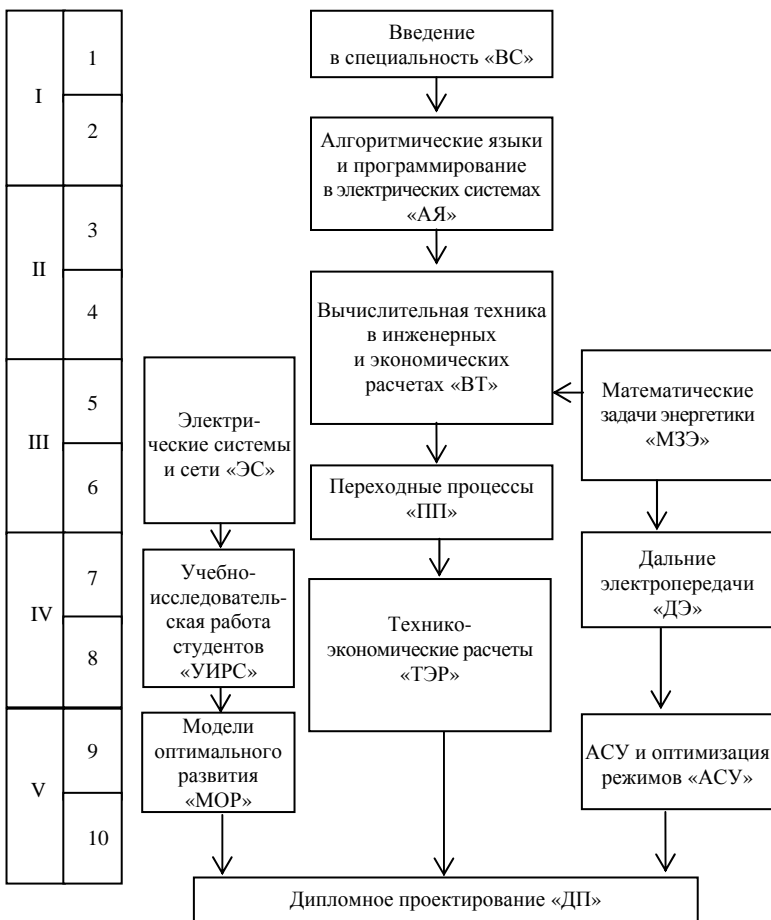 I
1
2
II
3
4
III
5
6
IV
7
8
V
9
10
Введение
в специальность «ВС»
Алгоритмические языки
и программирование
в электрических системах
«АЯ»
Вычислительная техника
в инженерных
и экономических
расчетах «ВТ»
Математические
задачи энергетики
«МЗЭ»
Электри-
ческие системы
и сети «ЭС»
Переходные процессы
«ПП»
Учебно-
исследователь-
ская работа
студентов
«УИРС»
Технико-
экономические расчеты
«ТЭР»
Дальние
электропередачи
«ДЭ»
Модели
оптимального
развития
«МОР»
АСУ и оптимизация
режимов «АСУ»
Дипломное проектирование «ДП»